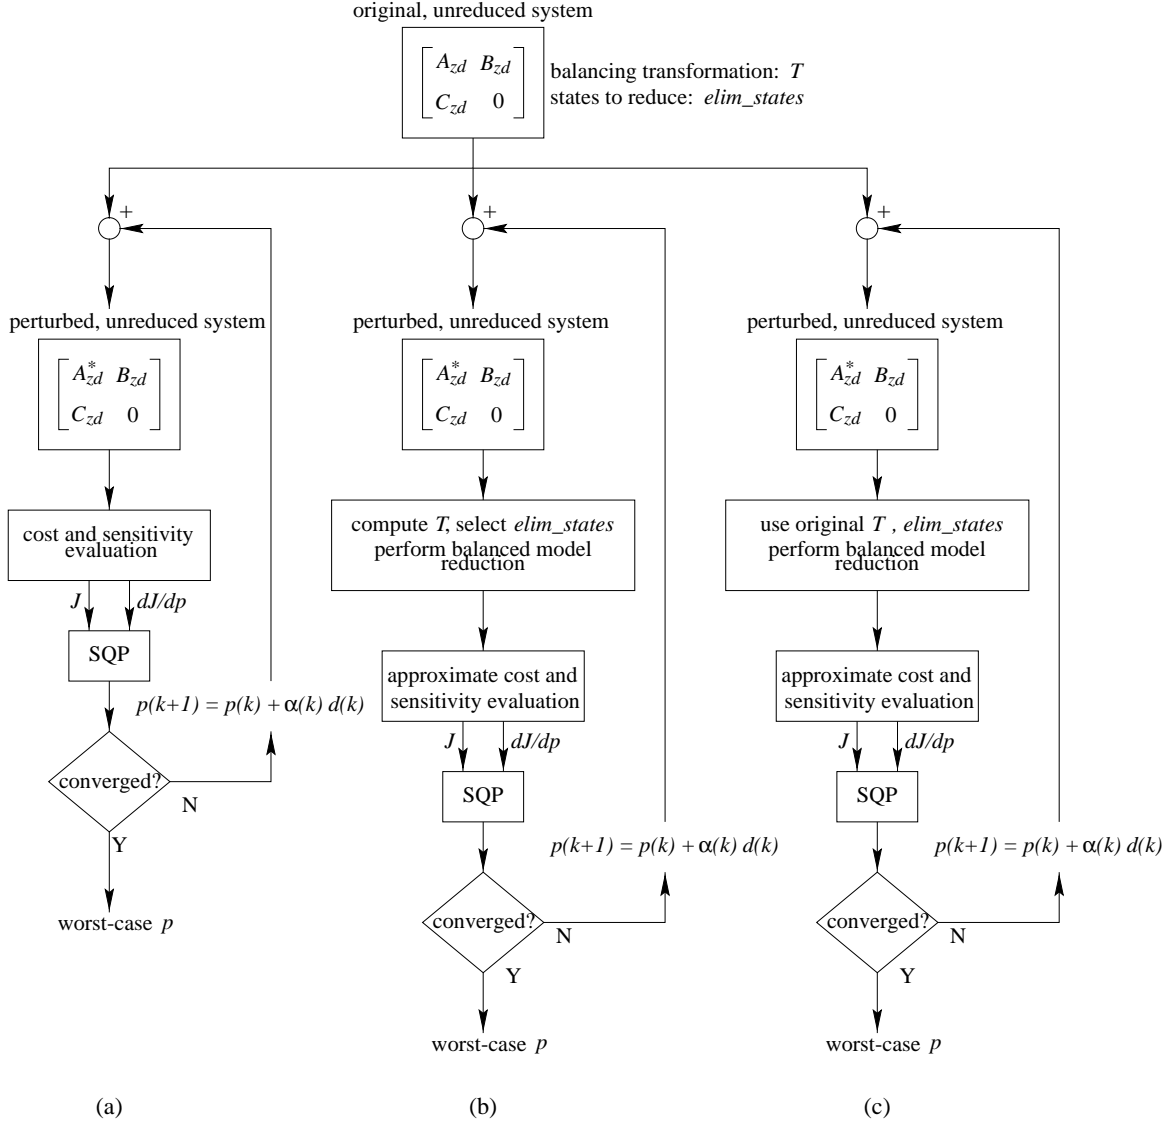 original, unreduced system
A_zd B_zd
C_zd 0
balancing transformation: T
states to reduce: elim_states
+
perturbed, unreduced system
A*_zd B_zd
C_zd 0
cost and sensitivity
evaluation
J dJ/dp
SQP
p(k+1) = p(k) + α(k) d(k)
converged?
N
Y
worst-case p
(a)
+
perturbed, unreduced system
A*_zd B_zd
C_zd 0
compute T, select elim_states
perform balanced model
reduction
approximate cost and
sensitivity evaluation
J dJ/dp
SQP
p(k+1) = p(k) + α(k) d(k)
converged?
N
Y
worst-case p
(b)
+
perturbed, unreduced system
A*_zd B_zd
C_zd 0
use original T , elim_states
perform balanced model
reduction
approximate cost and
sensitivity evaluation
J dJ/dp
SQP
p(k+1) = p(k) + α(k) d(k)
converged?
N
Y
worst-case p
(c)